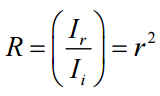 R = (I_r / I_i) = r^2